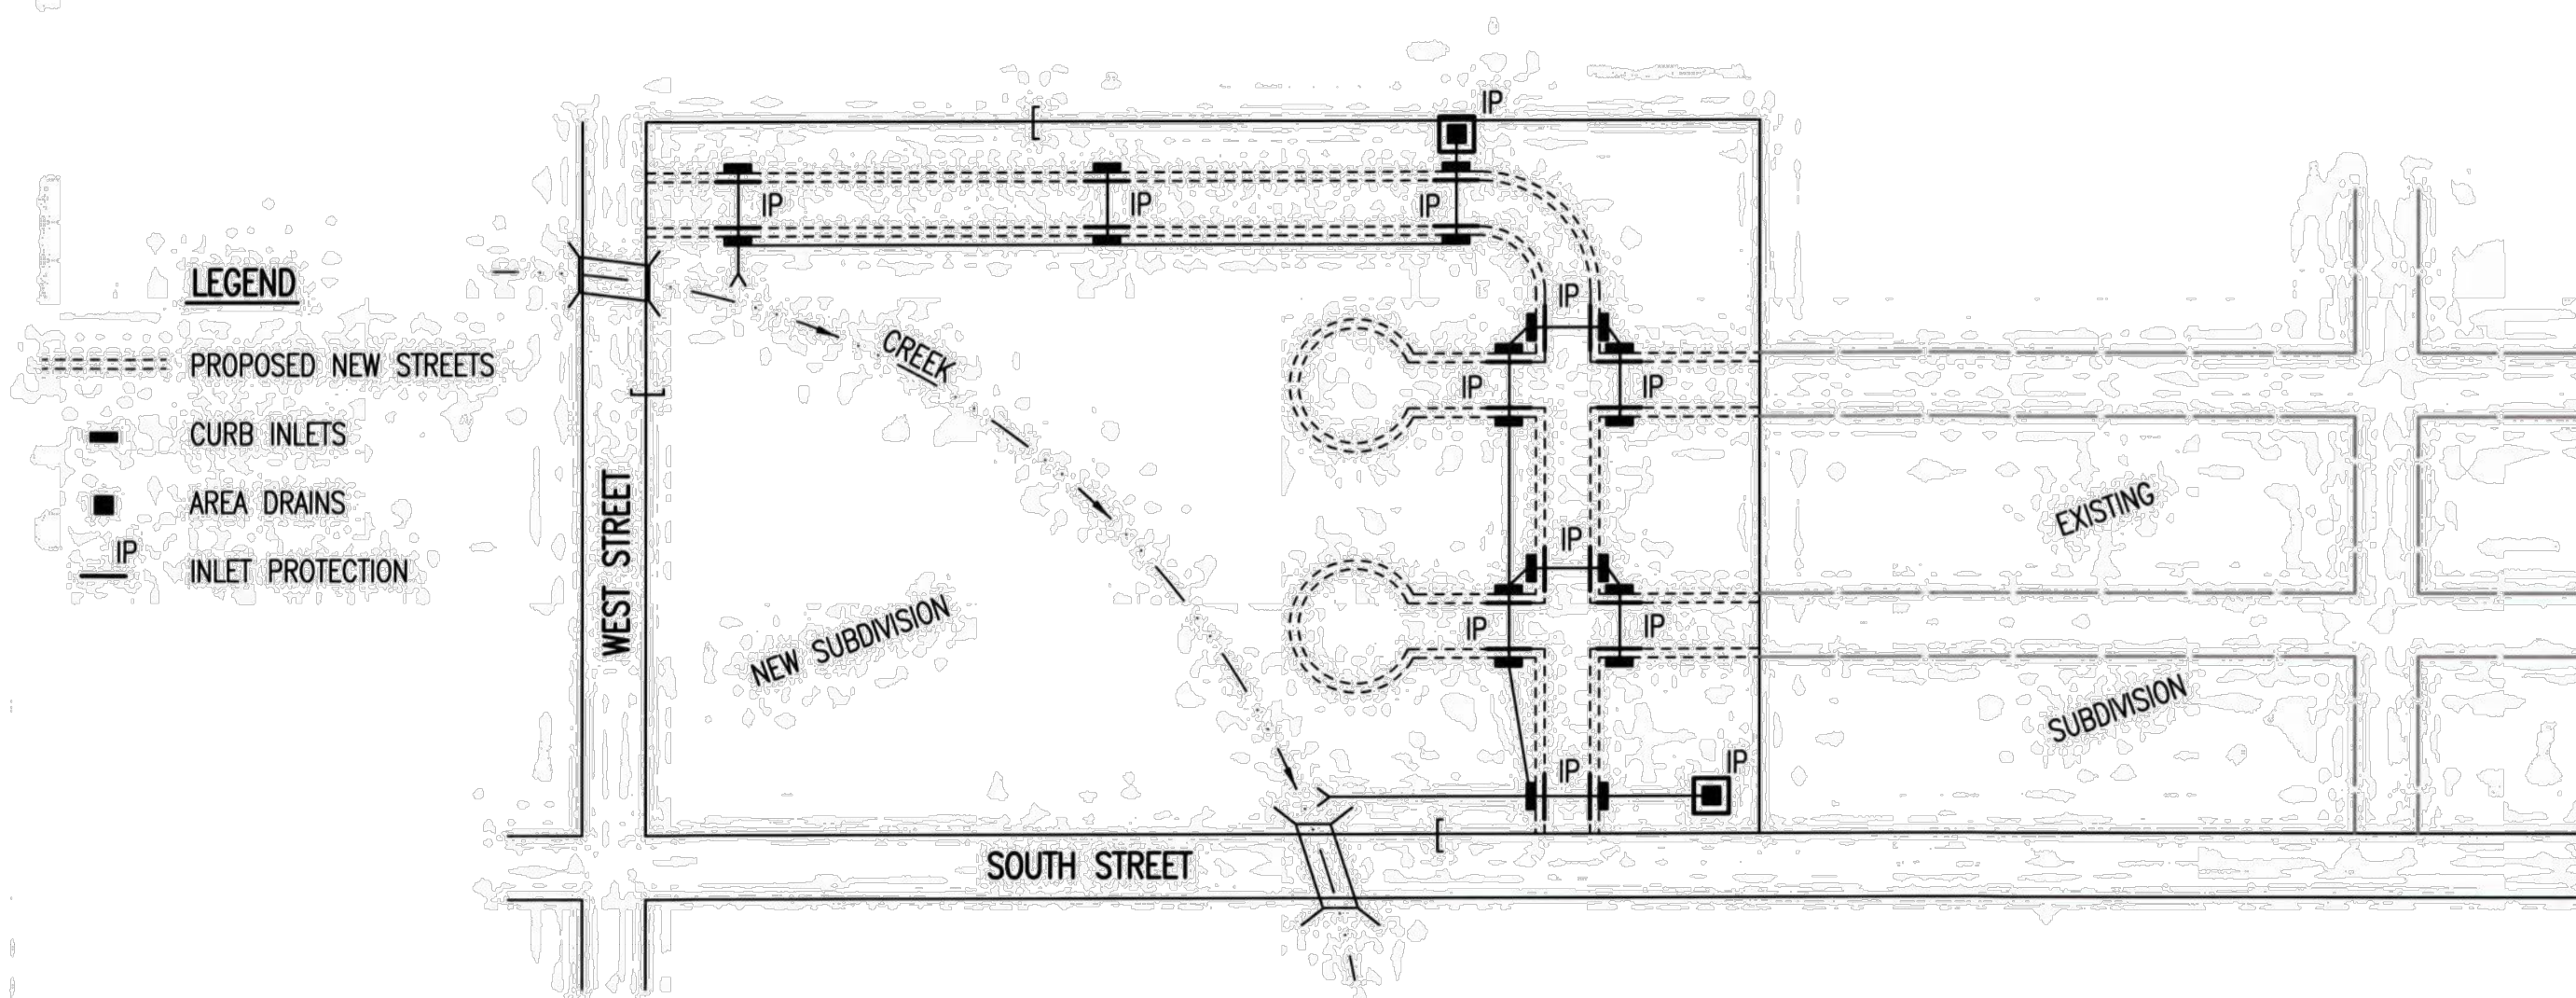 IP
IP
IP
IP
LEGEND
PROPOSED NEW STREETS
CURB INLETS
AREA DRAINS
IP
INLET PROTECTION
WEST STREET
CREEK
IP
IP
IP
EXISTING
IP
NEW SUBDIVISION
IP
IP
SUBDIVISION
IP
IP
SOUTH STREET